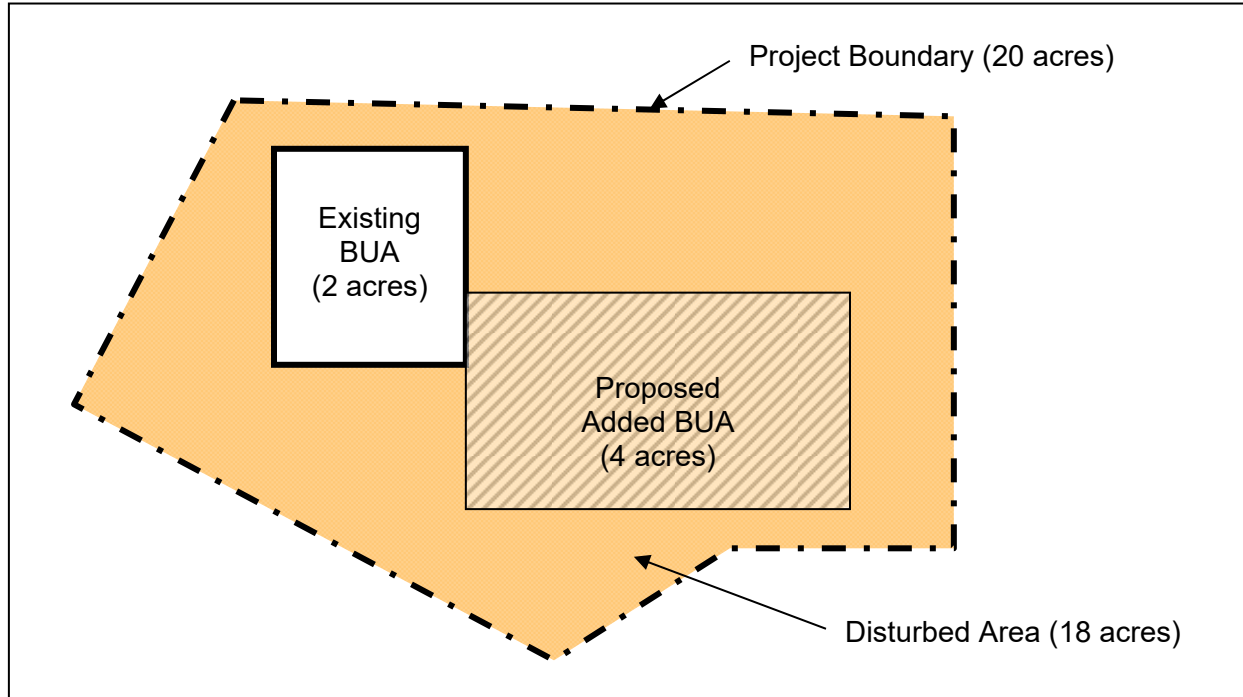 Project Boundary (20 acres)
Existing
BUA
(2 acres)
Proposed
Added BUA
(4 acres)
Disturbed Area (18 acres)